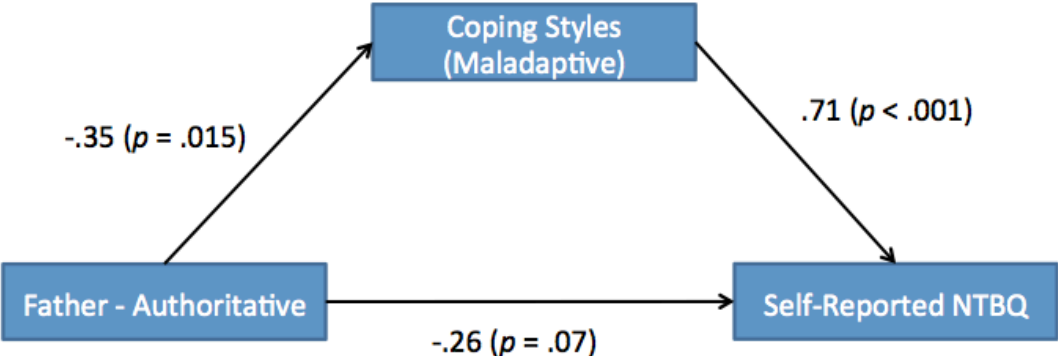 Coping Styles
(Maladaptive)
-.35 (p = .015)
.71 (p < .001)
Father - Authoritative
Self-Reported NTBQ
-.26 (p = .07)